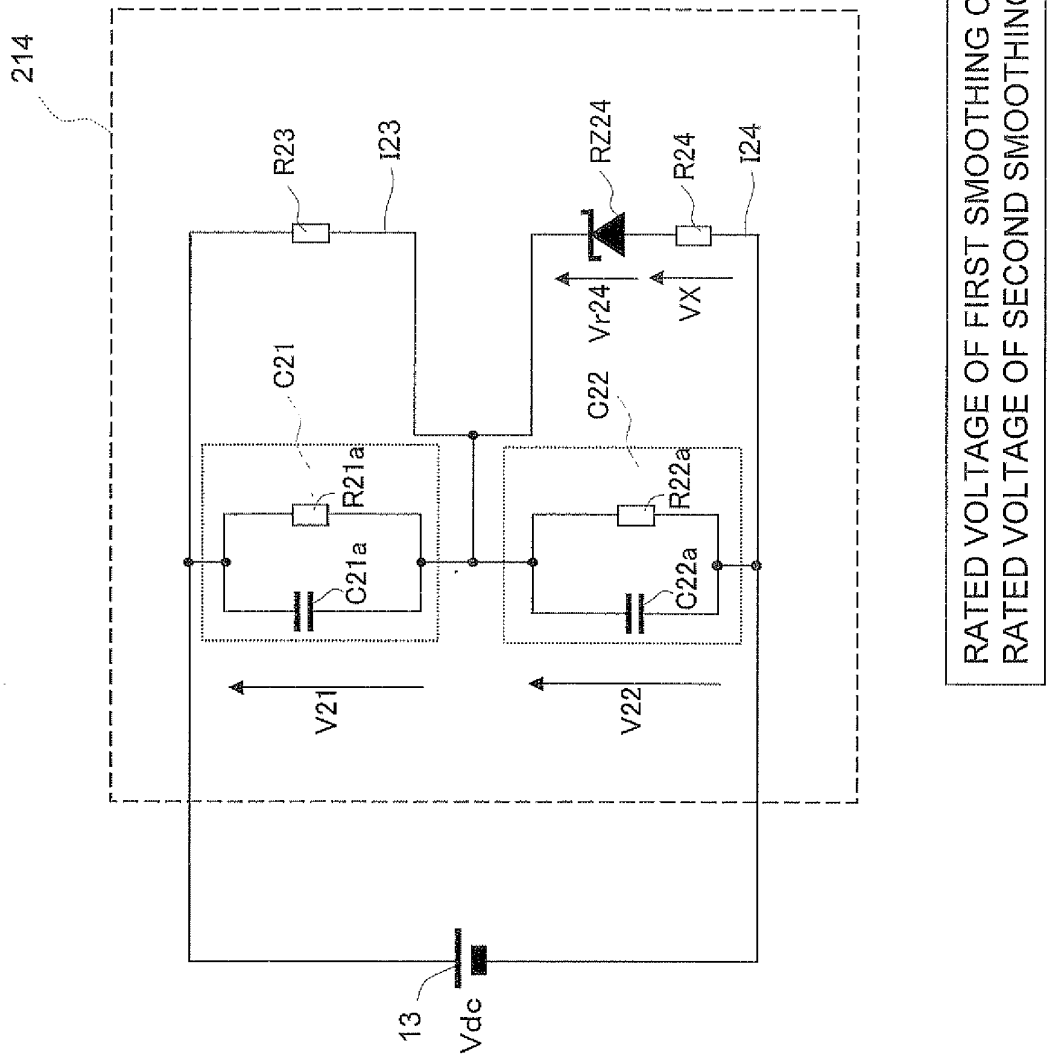 214
R23
I23
RZ24
R24
I24
Vr24
VX
C21
C22
R21a
C21a
R22a
C22a
V21
V22
13
Vdc
RATED VOLTAGE OF FIRST SMOOTHING
RATED VOLTAGE OF SECOND SMOOTHING